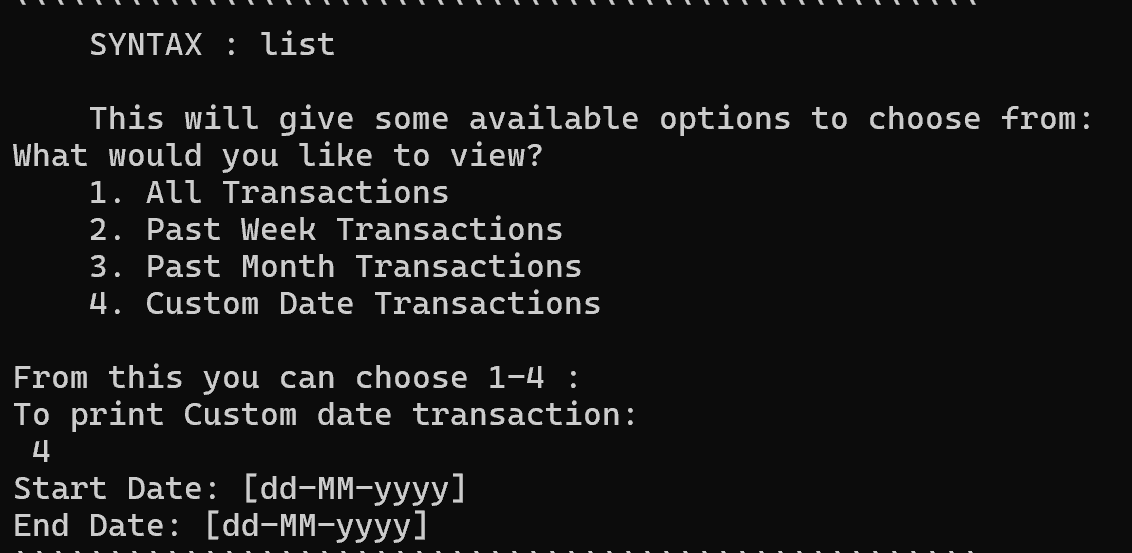 SYNTAX : list
This will give some available options to choose from:
What would you like to view?
1. All Transactions
2. Past Week Transactions
3. Past Month Transactions
4. Custom Date Transactions
From this you can choose 1-4 :
To print Custom date transaction:
4
Start Date: [dd-MM-yyyy]
End Date: [dd-MM-yyyy]